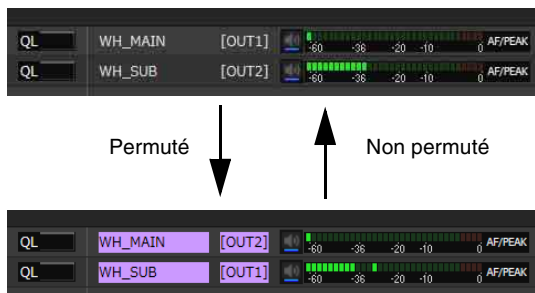 QL WH_MAIN [OUT1] -60 -36 -20 -10 0 AF/PEAK
QL WH_SUB [OUT2] -60 -36 -20 -10 0 AF/PEAK
Permuté Non permuté
QL WH_MAIN [OUT2] -60 -36 -20 -10 0 AF/PEAK
QL WH_SUB [OUT1] -60 -36 -20 -10 0 AF/PEAK